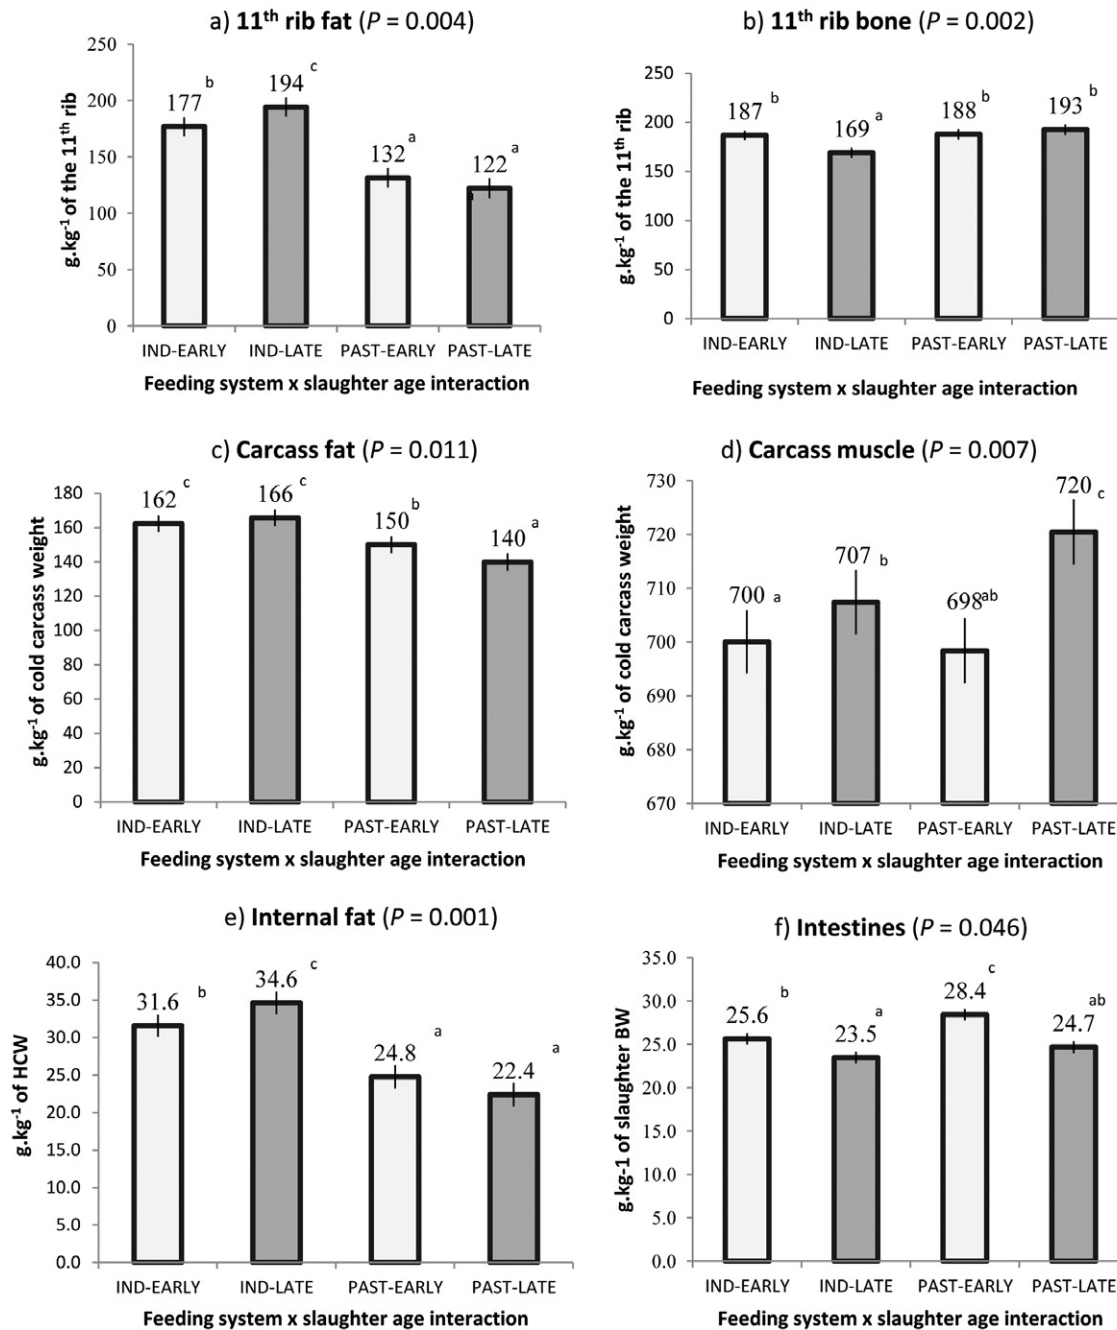 a) 11th rib fat (P = 0.004)
250
200
150
100
50
0
g.kg-1 of the 11th rib
177 b
194 c
132 a
122 a
a
IND-EARLY IND-LATE PAST-EARLY PAST-LATE
Feeding system x slaughter age interaction
b) 11th rib bone (P = 0.002)
250
200
150
100
50
0
g.kg-1 of the 11th rib
187 b
169 a
188 b
193 b
IND-EARLY IND-LATE PAST-EARLY PAST-LATE
Feeding system x slaughter age interaction
c) Carcass fat (P = 0.011)
180
160
140
120
100
80
60
40
20
0
g.kg-1 of cold carcass weight
162 c
166 c
150 b
140 a
IND-EARLY IND-LATE PAST-EARLY PAST-LATE
Feeding system x slaughter age interaction
d) Carcass muscle (P = 0.007)
730
720
710
700
690
680
670
g.kg-1 of cold carcass weight
700 a
707 b
698 ab
720 c
IND-EARLY IND-LATE PAST-EARLY PAST-LATE
Feeding system x slaughter age interaction
e) Internal fat (P = 0.001)
40.0
35.0
30.0
25.0
20.0
15.0
10.0
5.0
0.0
g.kg-1 of HCW
31.6 b
34.6 c
24.8 a
22.4 a
IND-EARLY IND-LATE PAST-EARLY PAST-LATE
Feeding system x slaughter age interaction
f) Intestines (P = 0.046)
35.0
30.0
25.0
20.0
15.0
10.0
5.0
0.0
g.kg-1 of slaughter BW
25.6 b
23.5 a
28.4 c
24.7 ab
IND-EARLY IND-LATE PAST-EARLY PAST-LATE
Feeding system x slaughter age interaction